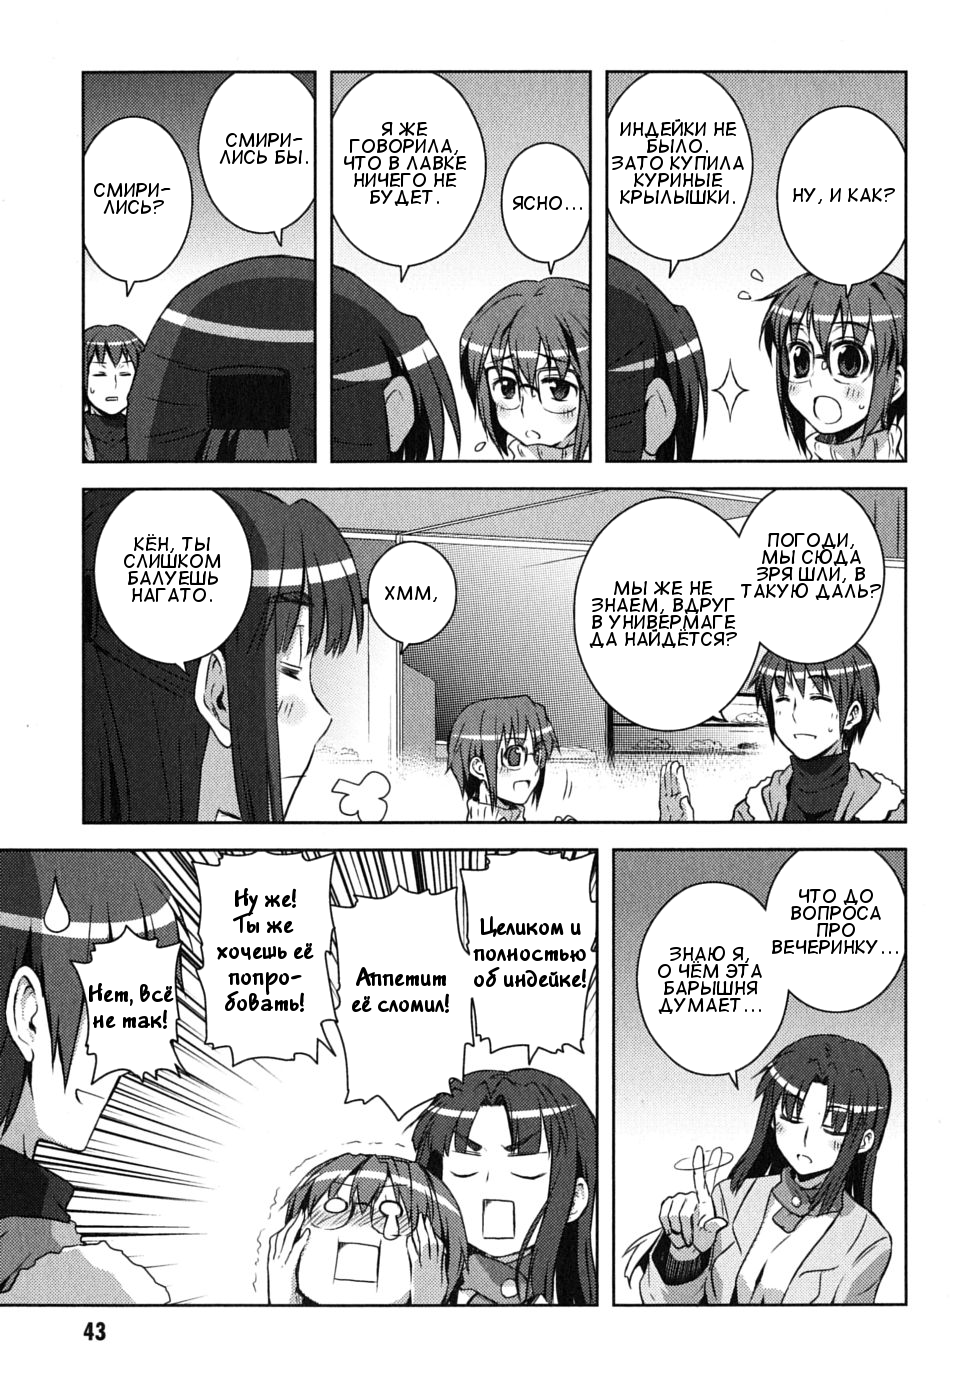 НУ, И КАК?
ИНДЕЙКИ НЕ
БЫЛО.
ЗАТО КУПИЛА
КУРИНЫЕ
КРЫЛЫШКИ.
ЯСНО...
Я ЖЕ
ГОВОРИЛА,
ЧТО В ЛАВКЕ
НИЧЕГО НЕ
БУДЕТ.
СМИРИ-
ЛИСЬ БЫ.
СМИРИ-
ЛИСЬ?
ПОГОДИ,
МЫ СЮДА
ЗРЯ ШЛИ, В
ТАКУЮ ДАЛЬ?
МЫ ЖЕ НЕ
ЗНАЕМ, ВДРУГ
В УНИВЕРМАГЕ
ДА НАЙДЁТСЯ?
ХММ,
КЁН, ТЫ
СЛИШКОМ
БАЛУЕШЬ
НАГАТО.
ЧТО ДО
ВОПРОСА
ПРО
ВЕЧЕРИНКУ...
ЗНАЮ Я,
О ЧЁМ ЭТА
БАРЫШНЯ
ДУМАЕТ...
Целиком и
полностью
об индейке!
Аппетит
её сломил!
Ну же!
Ты же
хочешь её
попро-
бовать!
Нет, всё
не так!
43